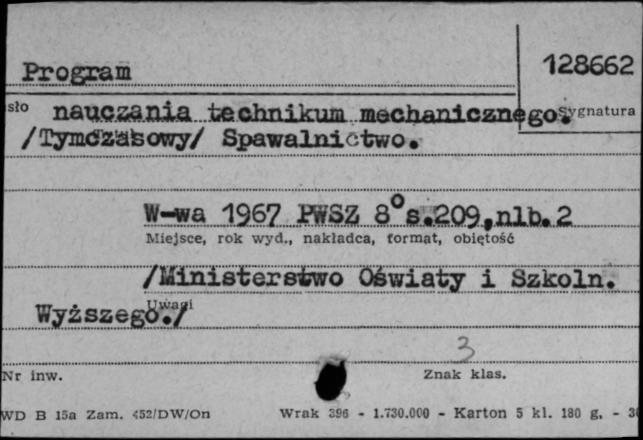 Program
128662
sło nauczania technikum mechanicznego. Sygnatura
/Tymczasowy/ Spawalnictwo.
W-wa 1967 PWSZ 8° s.209,nlb.2
Miejsce, rok wyd., nakładca, format, objętość
/Ministerstwo Oświaty i Szkoln.
Uwagi
Wyższego./
3
Nr inw.
Znak klas.
WD B 15a Zam. 452/DW/On Wrak 396 - 1.730.000 - Karton 5 kl. 180 g. -